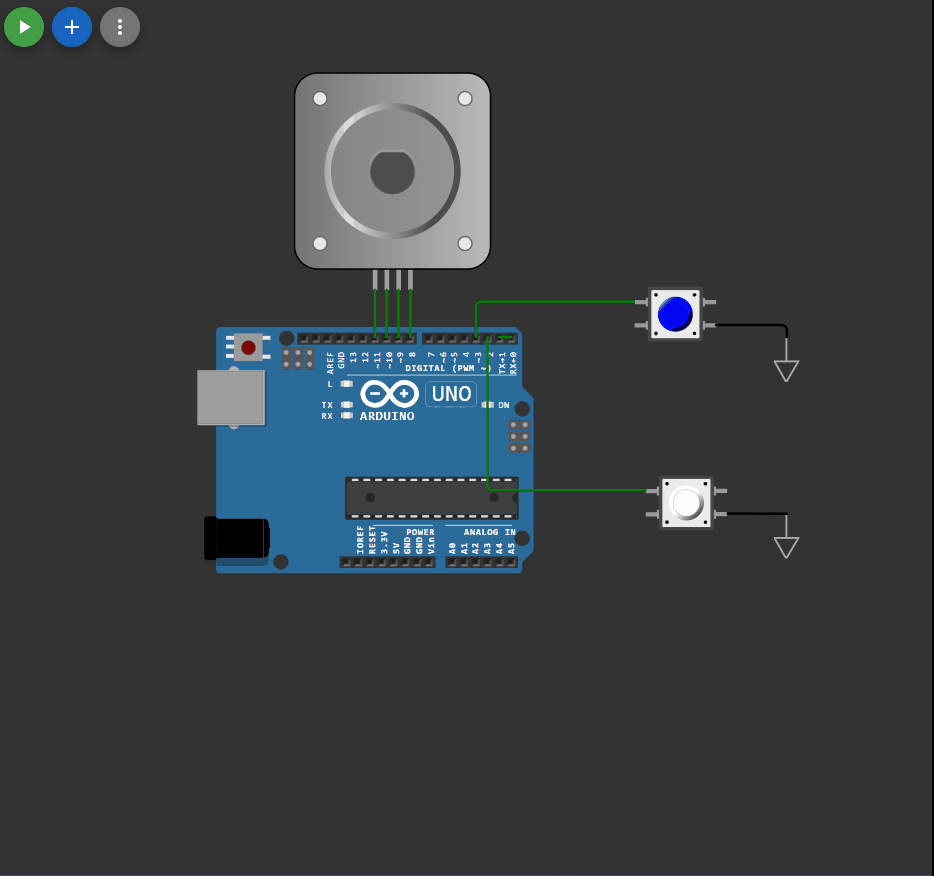 AREF
GND
13
12
~11
~10
~9
8
7
~6
~5
4
~3
2
TX→1
RX←0
DIGITAL (PWM ~)
L
TX
RX
UNO
ON
ARDUINO
IOREF
RESET
3.3V
5V
GND
GND
Vin
POWER
ANALOG IN
A0
A1
A2
A3
A4
A5